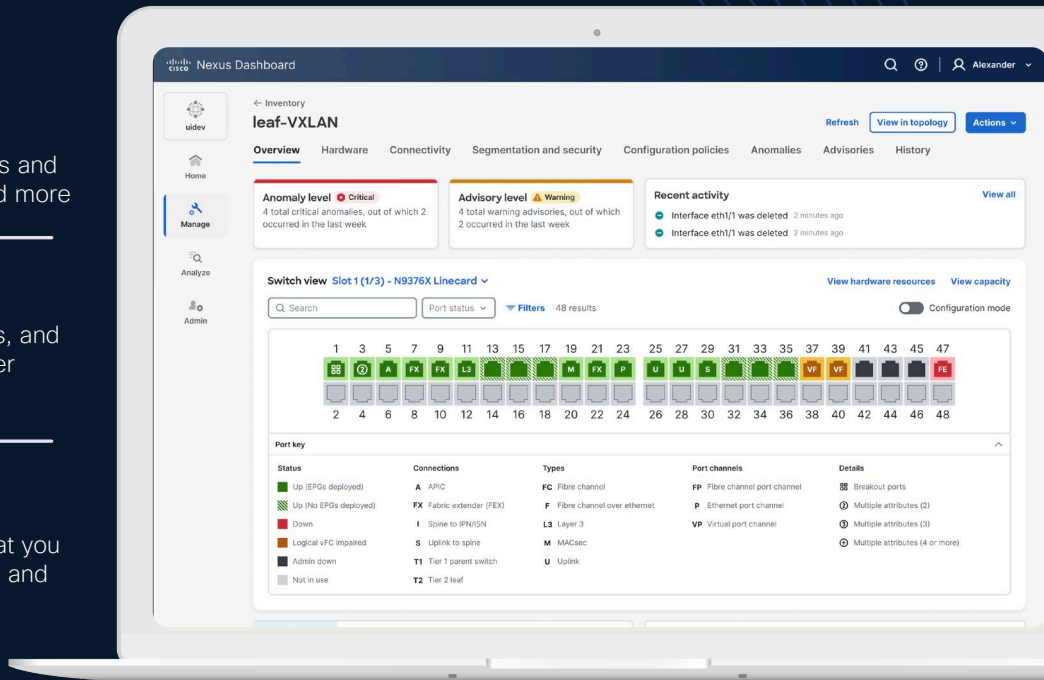 s and
d more
s, and
er
at you
and
cisco Nexus Dashboard
Alexander
uidev
Home
Manage
Analyze
Admin
← Inventory
leaf-VXLAN
Refresh View in topology Actions
Overview Hardware Connectivity Segmentation and security Configuration policies Anomalies Advisories History
Anomaly level Critical
4 total critical anomalies, out of which 2
occurred in the last week
Advisory level Warning
4 total warning advisories, out of which
2 occurred in the last week
Recent activity View all
Interface eth1/1 was deleted 2 minutes ago
Interface eth1/1 was deleted 2 minutes ago
Switch view Slot 1 (1/3) - N9376X Linecard
View hardware resources View capacity
Search Port status Filters 48 results Configuration mode
1 3 5 7 9 11 13 15 17 19 21 23 25 27 29 31 33 35 37 39 41 43 45 47
2 A FX FX L3 M FX P U U S VF VF FE
2 4 6 8 10 12 14 16 18 20 22 24 26 28 30 32 34 36 38 40 42 44 46 48
Port key
Status
Up (EPGs deployed)
Up (No EPGs deployed)
Down
Logical vFC impaired
Admin down
Not in use
Connections
A APIC
FX Fabric extender (FEX)
I Spine to IPN/ISN
S Uplink to spine
T1 Tier 1 parent switch
T2 Tier 2 leaf
Types
FC Fibre channel
F Fibre channel over ethernet
L3 Layer 3
M MACsec
U Uplink
Port channels
FP Fibre channel port channel
P Ethernet port channel
VP Virtual port channel
Details
Breakout ports
2 Multiple attributes (2)
3 Multiple attributes (3)
Multiple attributes (4 or more)